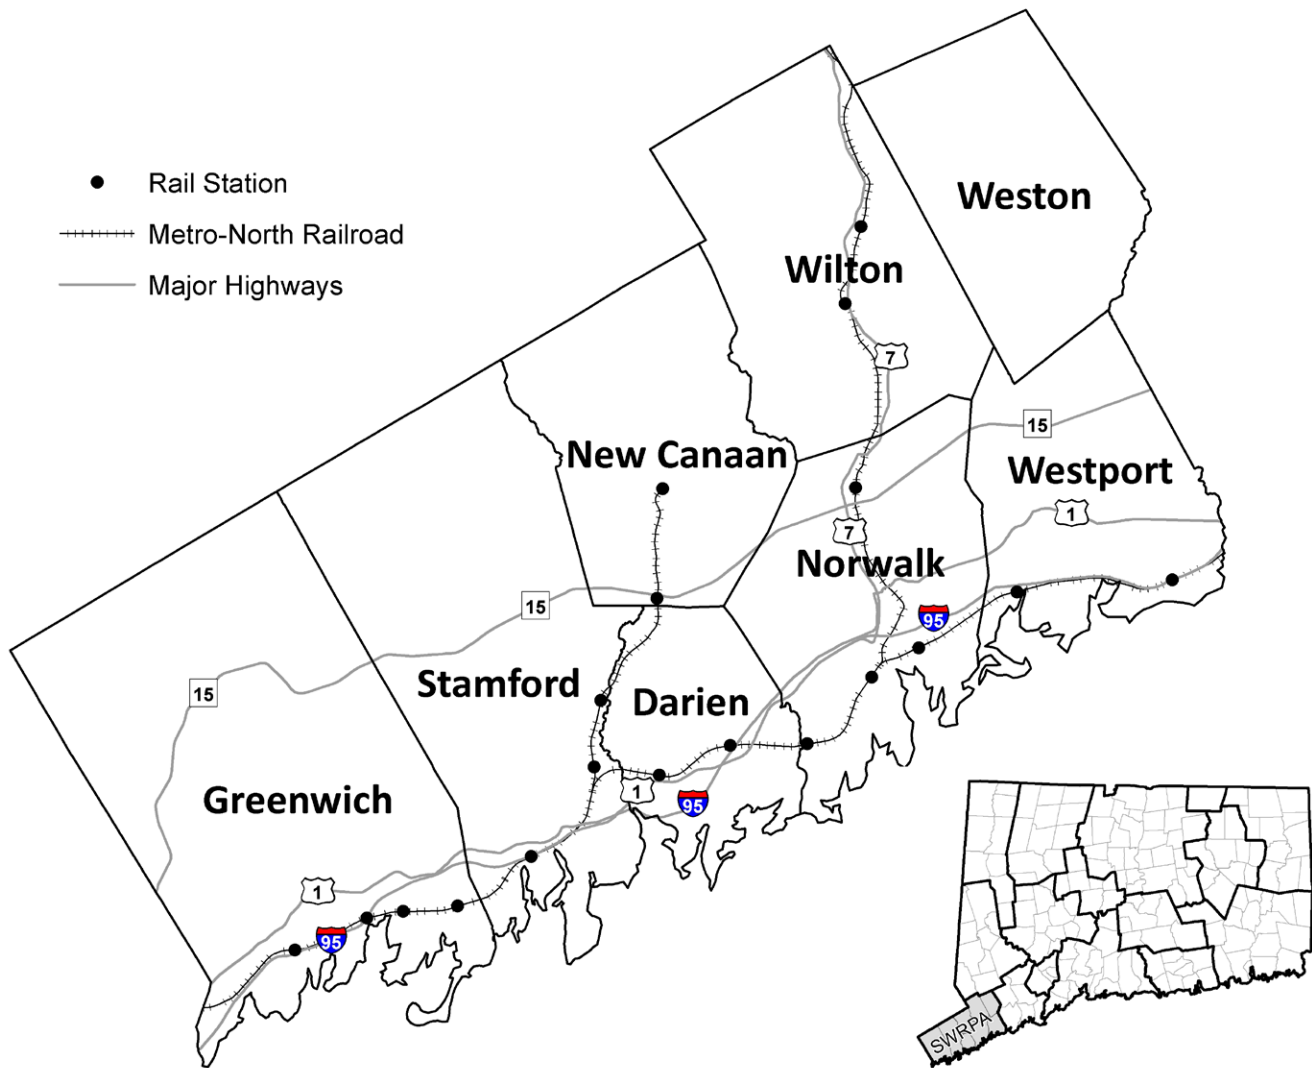 Rail Station
Metro-North Railroad
Major Highways
Weston
Wilton
7
15
New Canaan
Westport
1
7
Norwalk
15
95
15
Stamford
Darien
1
95
Greenwich
1
95
SWRPA